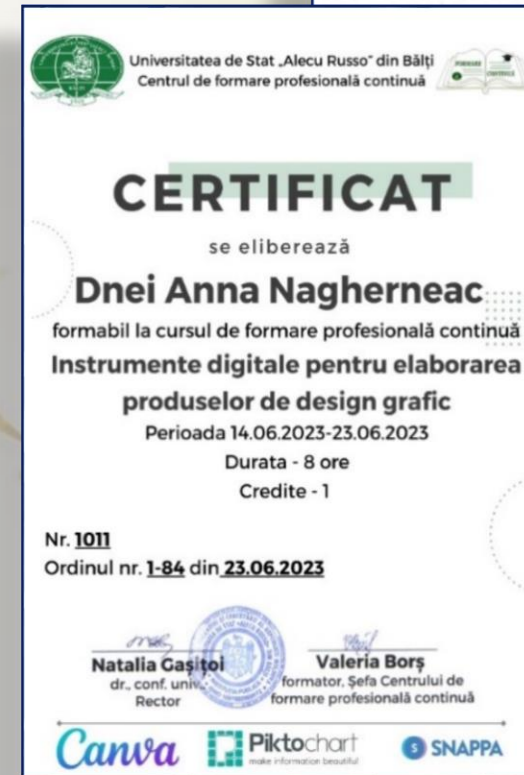 Universitatea de Stat „Alecu Russo" din Bălți
Centrul de formare profesională continuă
FORMARE
CONTINUĂ
CERTIFICAT
se eliberează
Dnei Anna Nagherneac
formabil la cursul de formare profesională continuă
Instrumente digitale pentru elaborarea
produselor de design grafic
Perioada 14.06.2023-23.06.2023
Durata - 8 ore
Credite - 1
Nr. 1011
Ordinul nr. 1-84 din 23.06.2023
Natalia Gașițoi
dr., conf. univ.,
Rector
Valeria Borș
formator, Șefa Centrului de
formare profesională continuă
Canva
Piktochart
make information beautiful
S SNAPPA